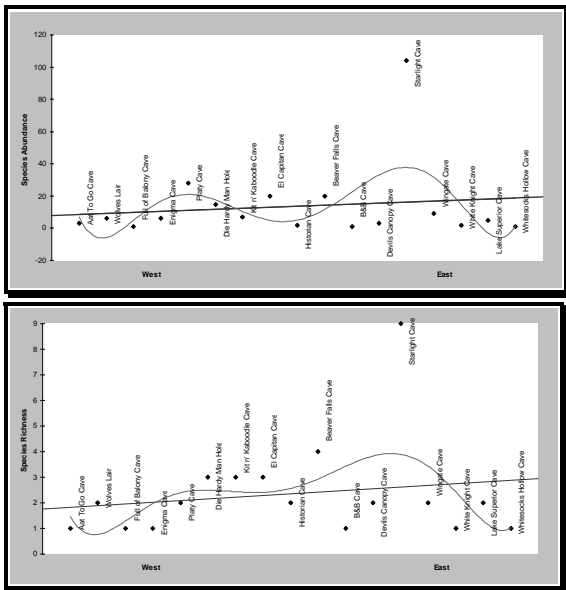 120
100
80
60
40
20
0
-20
Species Abundance
Aat To Go Cave
Wolves Lair
Full of Balony Cave
Enigma Cave
Platy Cave
Die Hardy Man Hole
Kit n' Kaboodle Cave
El Capitan Cave
Historian Cave
Beaver Falls Cave
B&B Cave
Devils Canopy Cave
Starlight Cave
Wingate Cave
White Knight Cave
Lake Superior Cave
Whitesocks Hollow Cave
West
East
9
8
7
6
5
4
3
2
1
0
Species Richness
Aat To Go Cave
Wolves Lair
Full of Balony Cave
Enigma Cave
Platy Cave
Die Hardy Man Hole
Kit n' Kaboodle Cave
El Capitan Cave
Historian Cave
Beaver Falls Cave
B&B Cave
Devils Canopy Cave
Starlight Cave
Wingate Cave
White Knight Cave
Lake Superior Cave
Whitesocks Hollow Cave
West
East